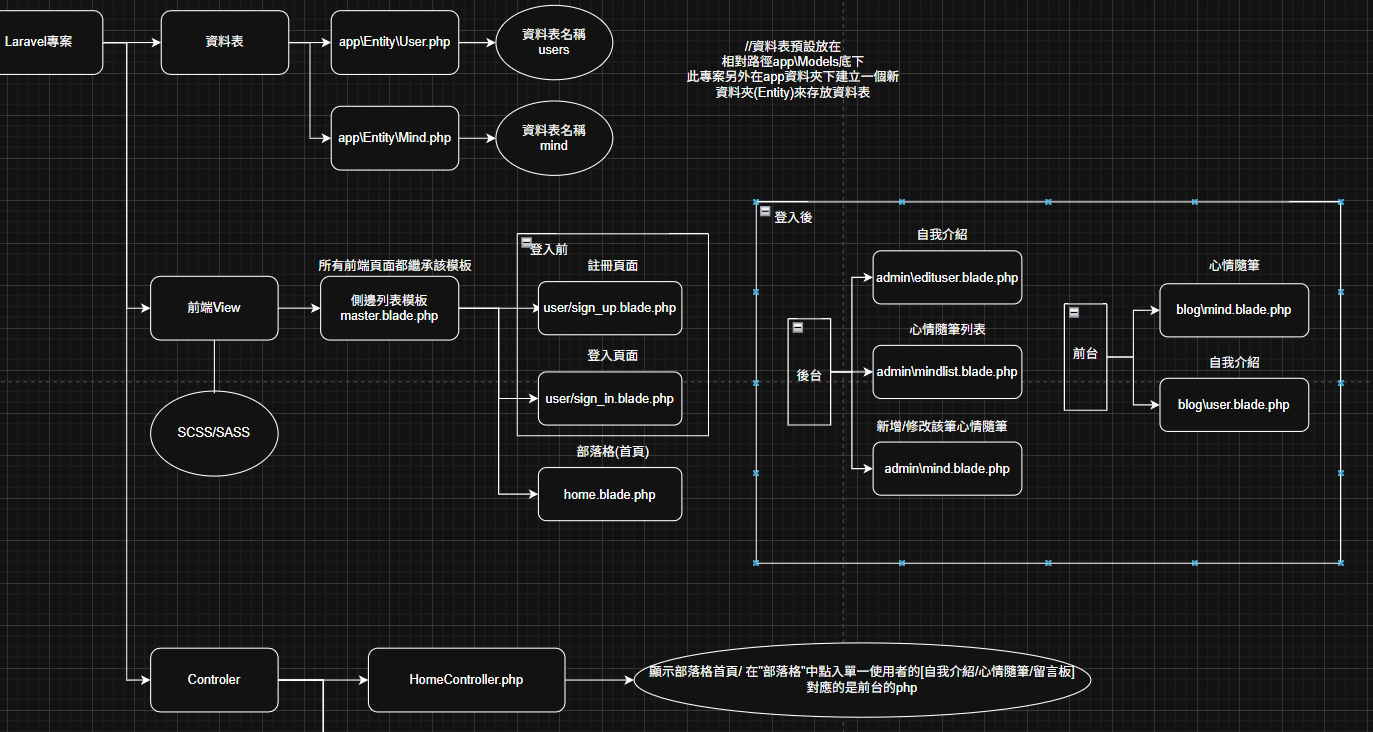 Laravel專案
資料表
app\Entity\User.php
資料表名稱
users
//資料表預設放在
相對路徑app\Models底下
此專案另外在app資料夾下建立一個新
資料夾(Entity)來存放資料表
app\Entity\Mind.php
資料表名稱
mind
前端View
SCSS/SASS
所有前端頁面都繼承該模板
側邊列表模板
master.blade.php
登入前
註冊頁面
user/sign_up.blade.php
登入頁面
user/sign_in.blade.php
部落格(首頁)
home.blade.php
登入後
後台
自我介紹
admin\edituser.blade.php
心情隨筆列表
admin\mindlist.blade.php
新增/修改該筆心情隨筆
admin\mind.blade.php
前台
心情隨筆
blog\mind.blade.php
自我介紹
blog\user.blade.php
Controler
HomeController.php
顯示部落格首頁/ 在"部落格"中點入單一使用者的[自我介紹/心情隨筆/留言板]
對應的是前台的php